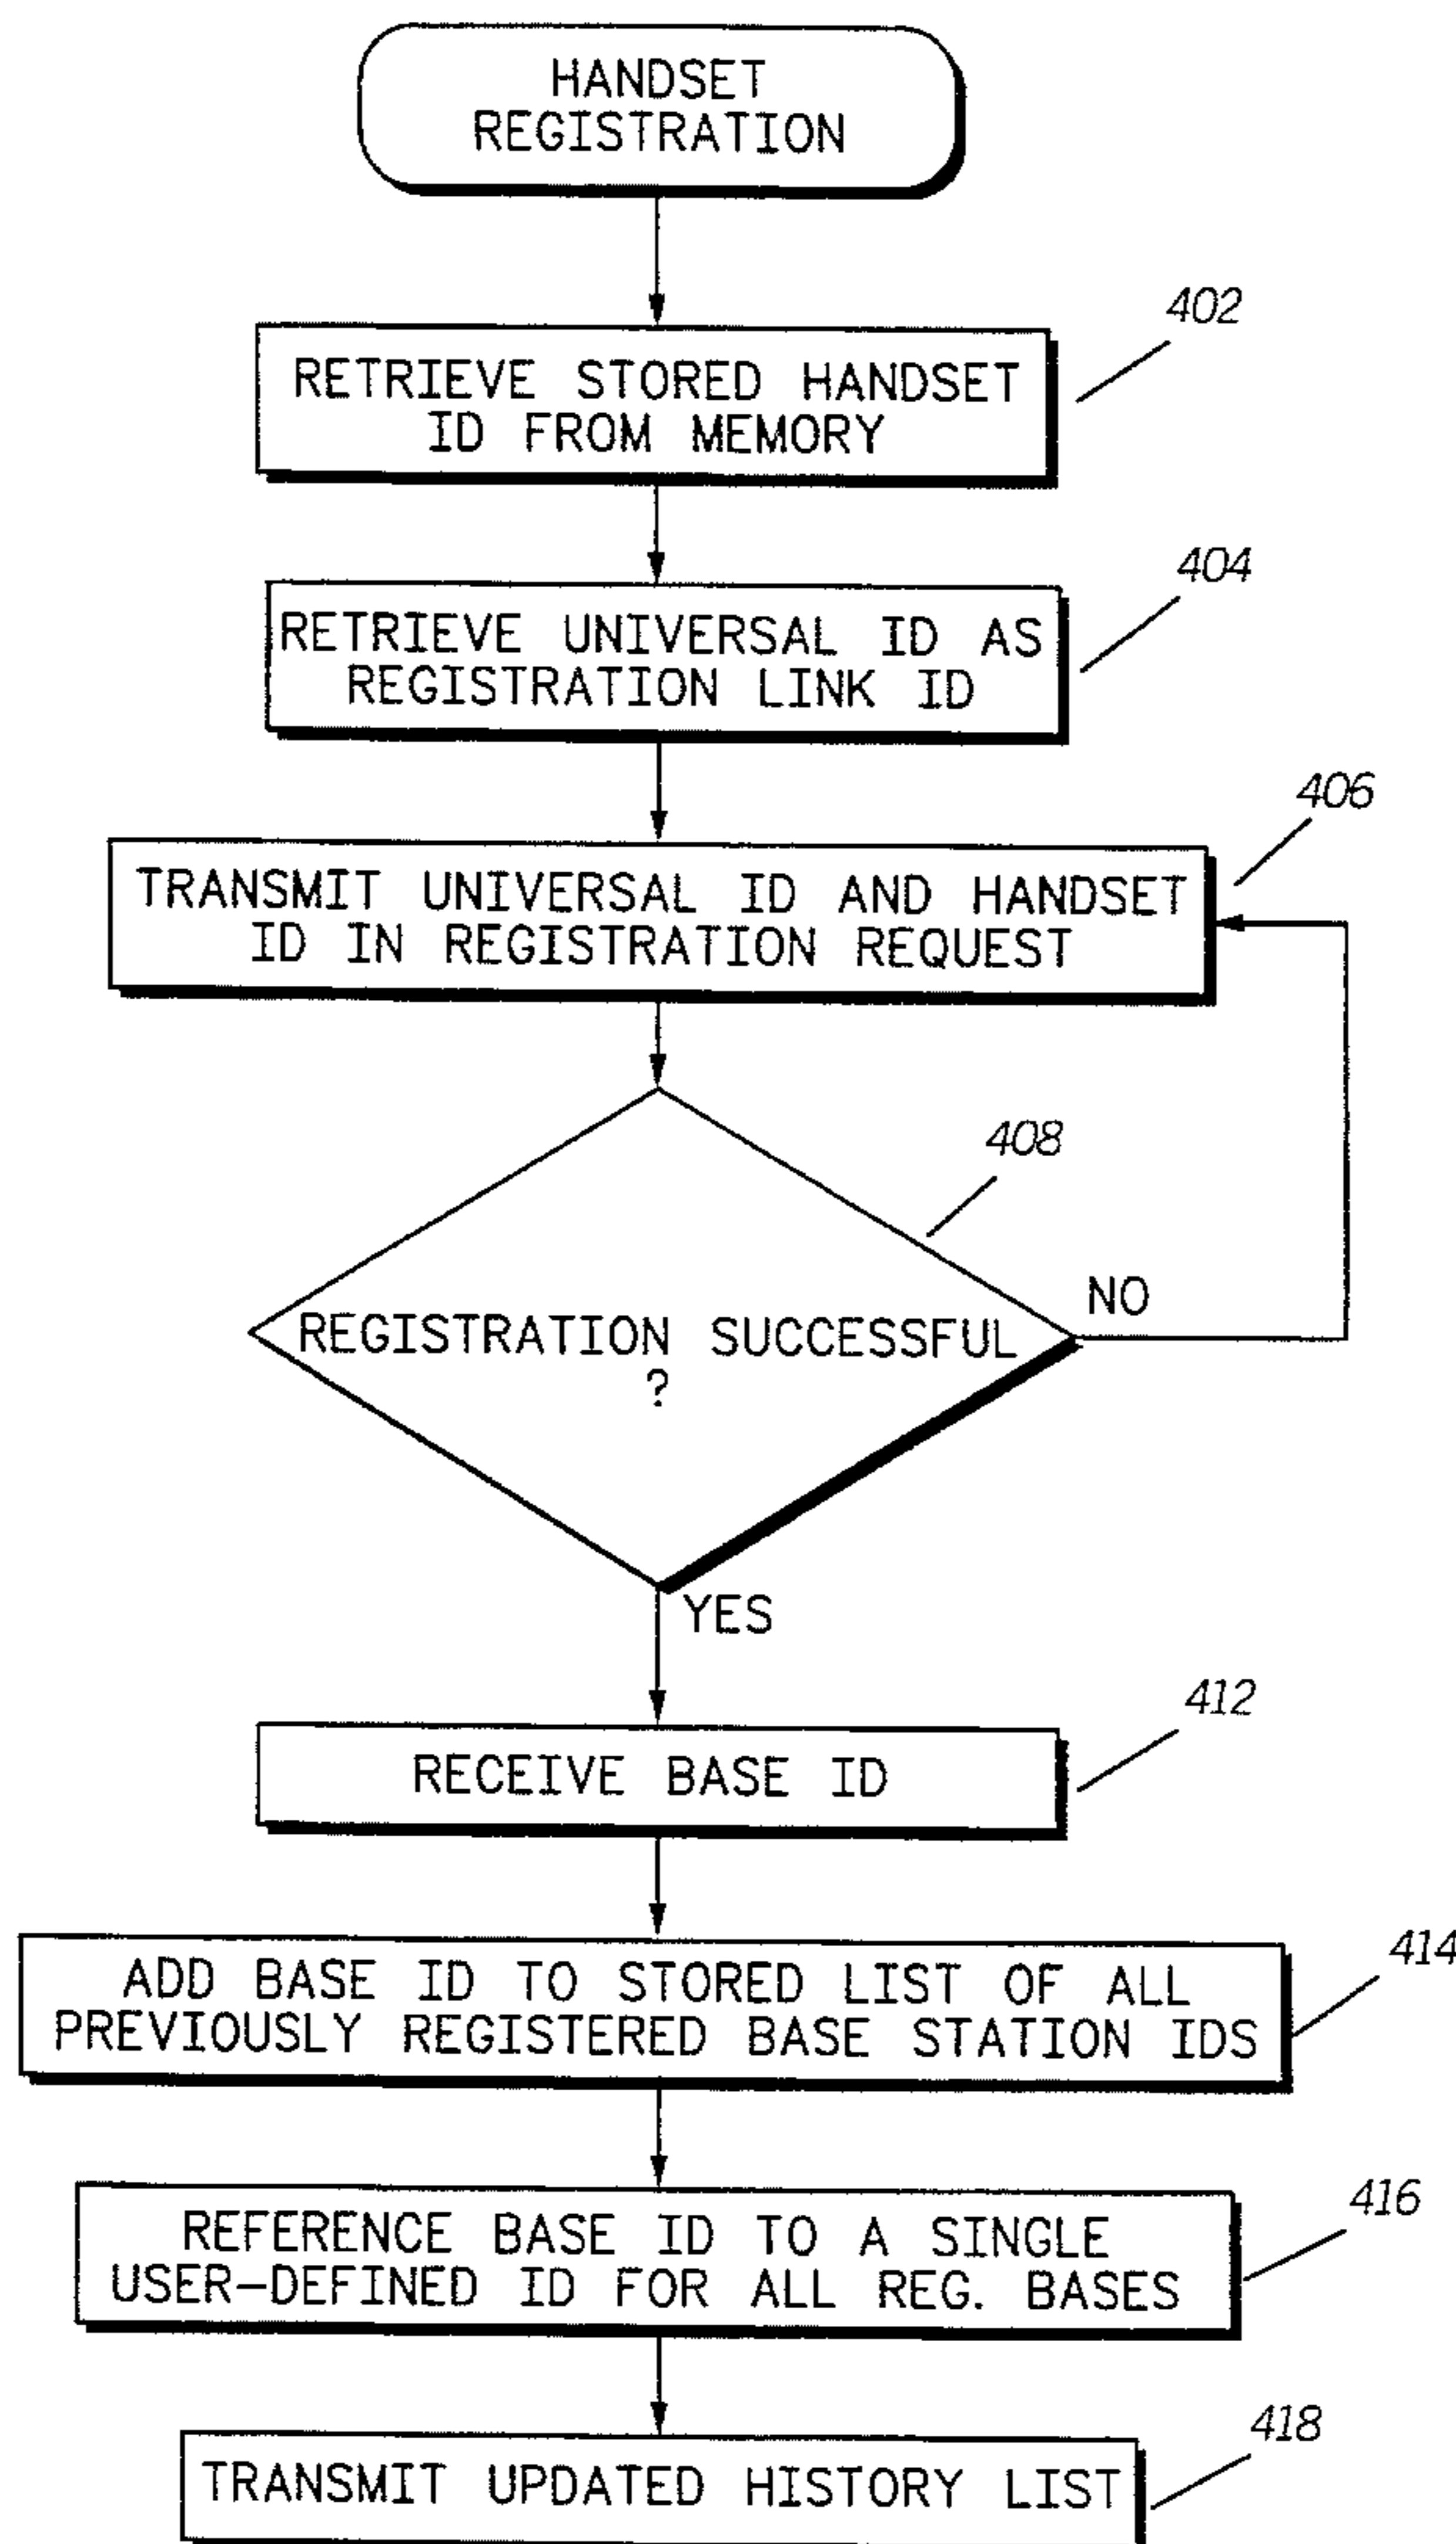 HANDSET
REGISTRATION
402
RETRIEVE STORED HANDSET
ID FROM MEMORY
404
RETRIEVE UNIVERSAL ID AS
REGISTRATION LINK ID
406
TRANSMIT UNIVERSAL ID AND HANDSET
ID IN REGISTRATION REQUEST
408
NO
REGISTRATION SUCCESSFUL
?
YES
412
RECEIVE BASE ID
414
ADD BASE ID TO STORED LIST OF ALL
PREVIOUSLY REGISTERED BASE STATION IDS
416
REFERENCE BASE ID TO A SINGLE
USER-DEFINED ID FOR ALL REG. BASES
418
TRANSMIT UPDATED HISTORY LIST